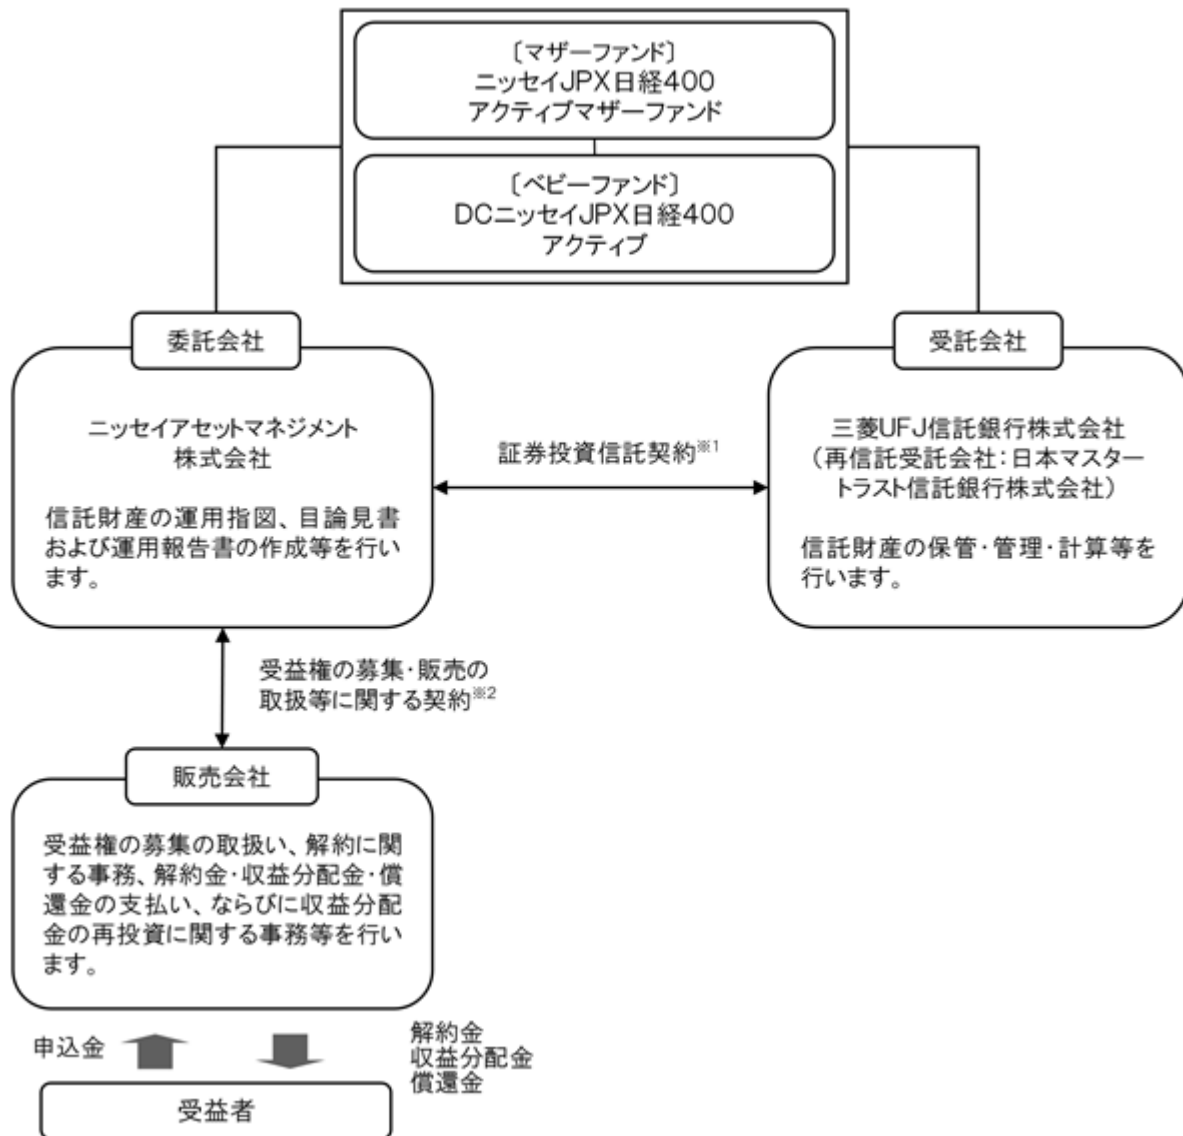 〔マザーファンド〕
ニッセイJPX日経400
アクティブマザーファンド
〔ベビーファンド〕
DCニッセイJPX日経400
アクティブ
委託会社
ニッセイアセットマネジメント
株式会社
信託財産の運用指図、目論見書
および運用報告書の作成等を行い
ます。
証券投資信託契約※1
受託会社
三菱UFJ信託銀行株式会社
（再信託受託会社：日本マスター
トラスト信託銀行株式会社）
信託財産の保管・管理・計算等を
行います。
受益権の募集・販売の
取扱等に関する契約※2
販売会社
受益権の募集の取扱い、解約に関
する事務、解約金・収益分配金・償
還金の支払い、ならびに収益分配
金の再投資に関する事務等を行い
ます。
申込金
解約金
収益分配金
償還金
受益者